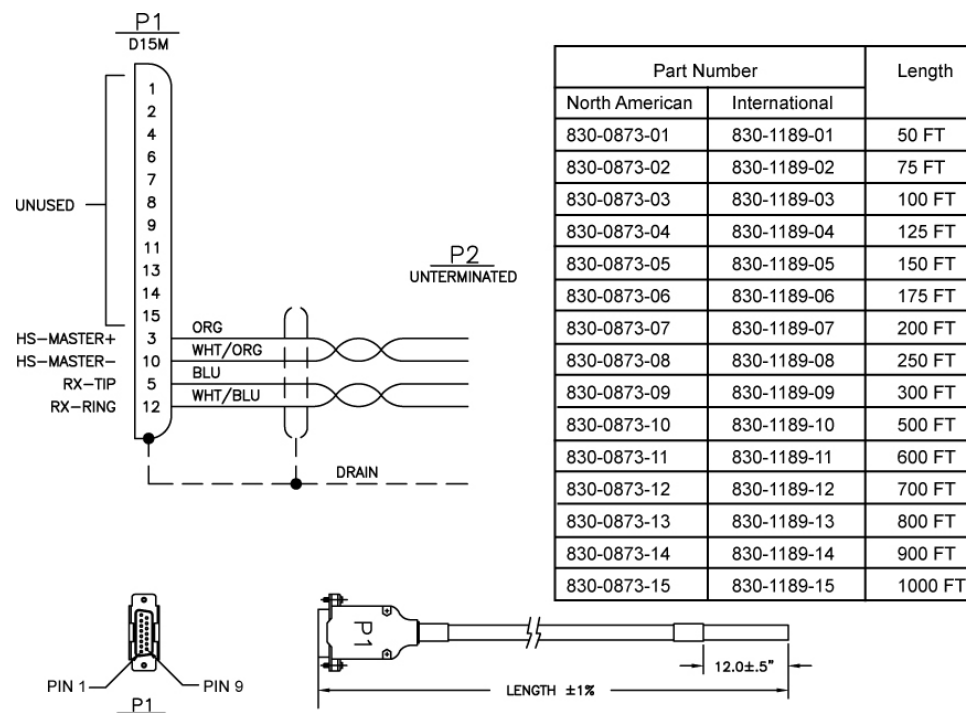 P1
D15M
1
2
4
6
7
8
9
11
13
14
15
3
10
5
12
UNUSED
HS-MASTER+
HS-MASTER-
RX-TIP
RX-RING
ORG
WHT/ORG
BLU
WHT/BLU
DRAIN
P2
UNTERMINATED
Part Number Length
North American International
830-0873-01 830-1189-01 50 FT
830-0873-02 830-1189-02 75 FT
830-0873-03 830-1189-03 100 FT
830-0873-04 830-1189-04 125 FT
830-0873-05 830-1189-05 150 FT
830-0873-06 830-1189-06 175 FT
830-0873-07 830-1189-07 200 FT
830-0873-08 830-1189-08 250 FT
830-0873-09 830-1189-09 300 FT
830-0873-10 830-1189-10 500 FT
830-0873-11 830-1189-11 600 FT
830-0873-12 830-1189-12 700 FT
830-0873-13 830-1189-13 800 FT
830-0873-14 830-1189-14 900 FT
830-0873-15 830-1189-15 1000 FT
PIN 1 PIN 9
P1
P1
12.0±.5"
LENGTH ±1%